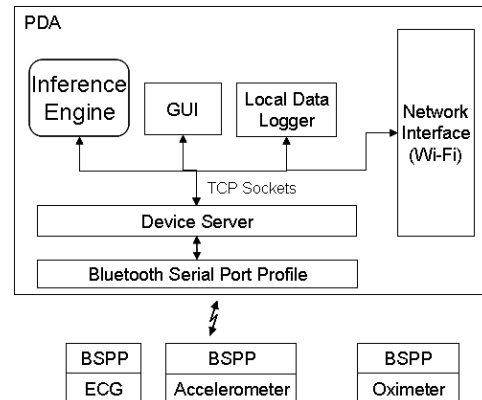 PDA
Inference
Engine
GUI
Local Data
Logger
Network
Interface
(Wi-Fi)
TCP Sockets
Device Server
Bluetooth Serial Port Profile
BSPP
ECG
BSPP
Accelerometer
BSPP
Oximeter